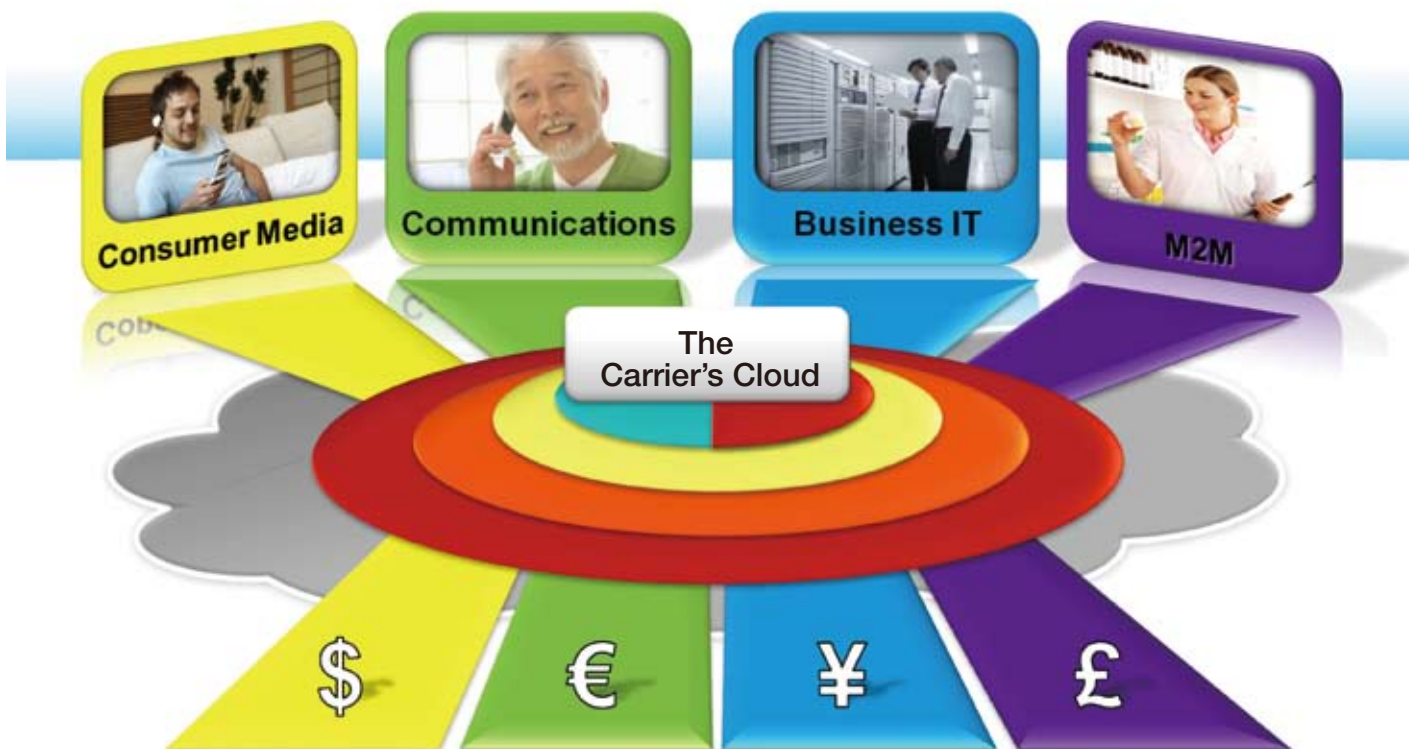 Consumer Media
Communications
Business IT
M2M
The
Carrier's Cloud
$
€
¥
£